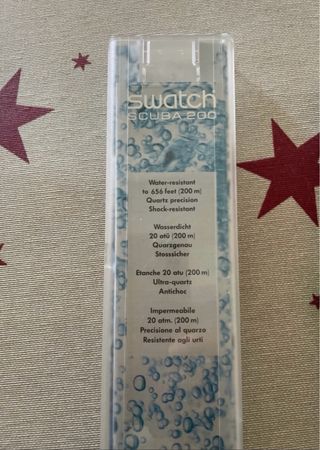 swatch
SCUBA 200
Water-resistant
to 656 feet (200 m)
Quartz precision
Shock-resistant
Wasserdicht
20 atü (200 m)
Quarzgenau
Stosssicher
Etanche 20 atu (200 m)
Ultra-quartz
Antichoc
Impermeabile
20 atm. (200 m)
Precisione al quarzo
Resistente agli urti